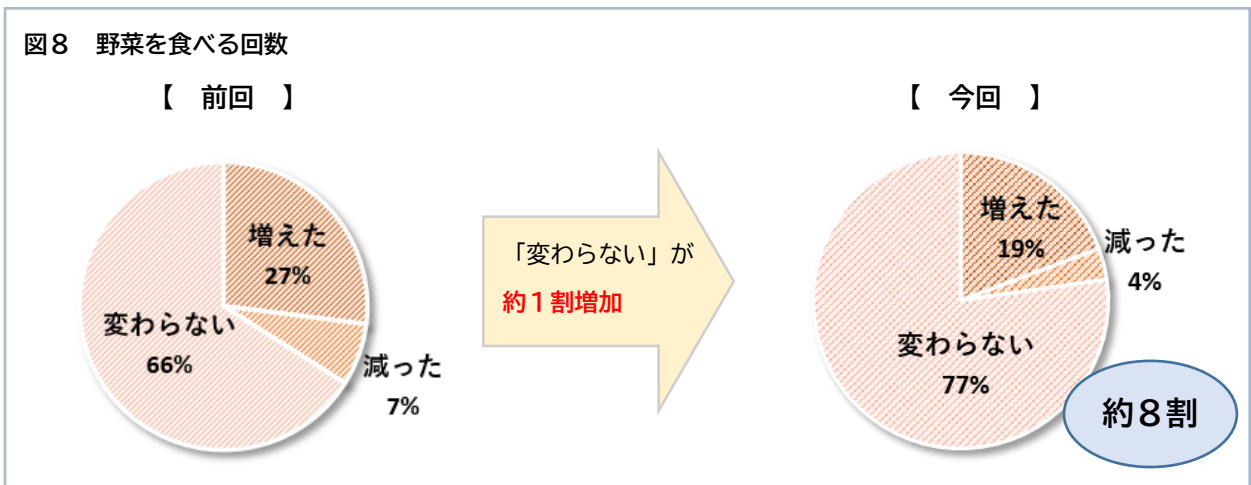 図８　野菜を食べる回数
【　前回　】
増えた
27%
変わらない
66%
減った
7%
「変わらない」が
約１割増加
【　今回　】
増えた
19%
減った
4%
変わらない
77%
約８割